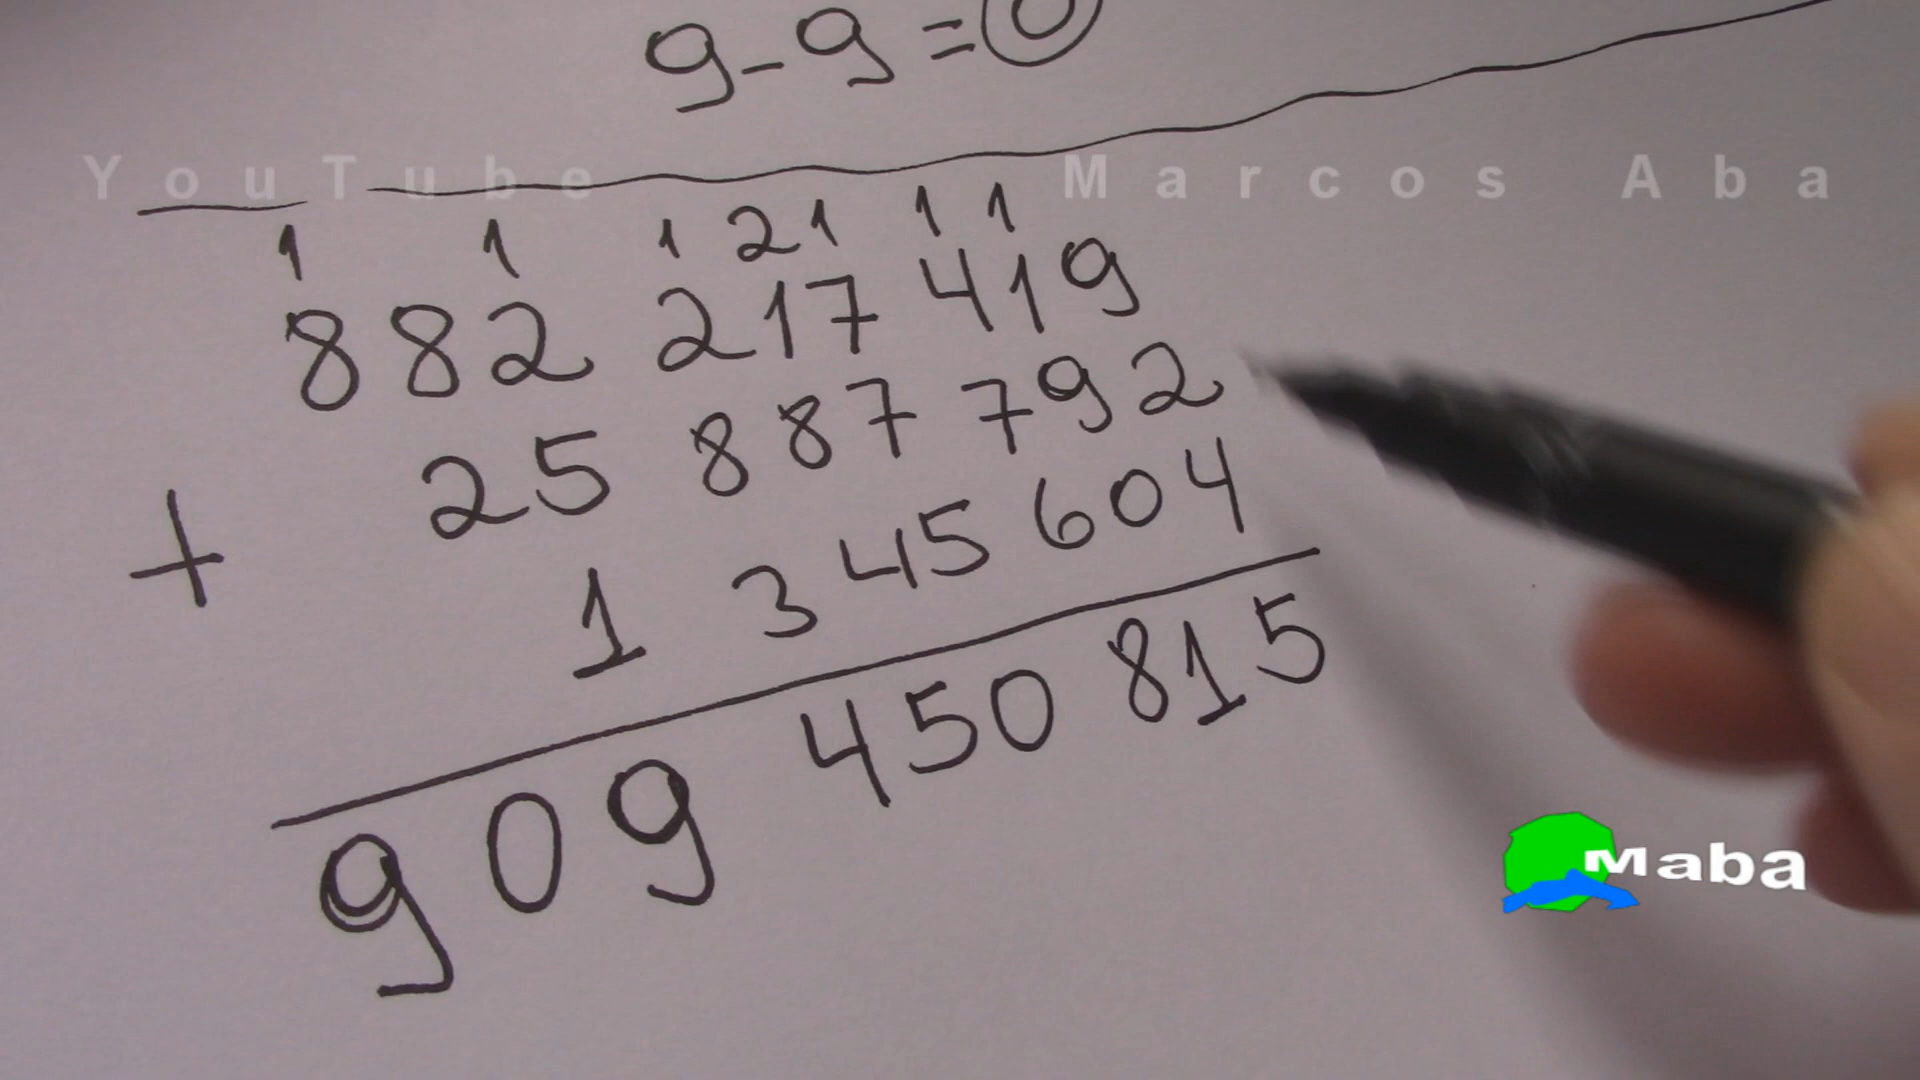 9-9=0
YouTube Marcos Aba
1 1 1 2 1 1 1
882 217 419
25 887 792
+ 1 345 604
909 450 815
Maba